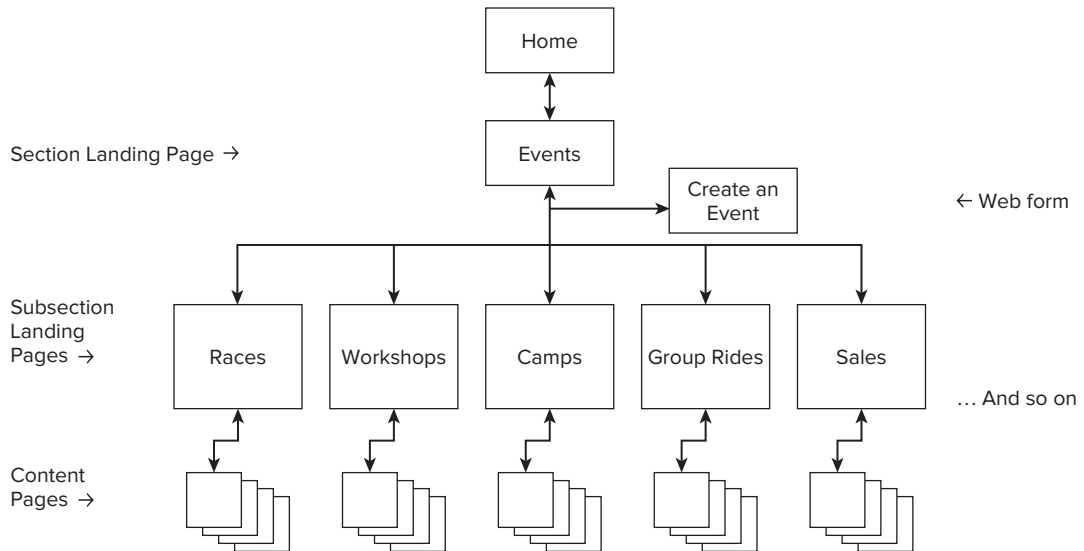 Home
Section Landing Page →
Events
Create an
Event
← Web form
Subsection
Landing
Pages →
Races
Workshops
Camps
Group Rides
Sales
… And so on
Content
Pages →